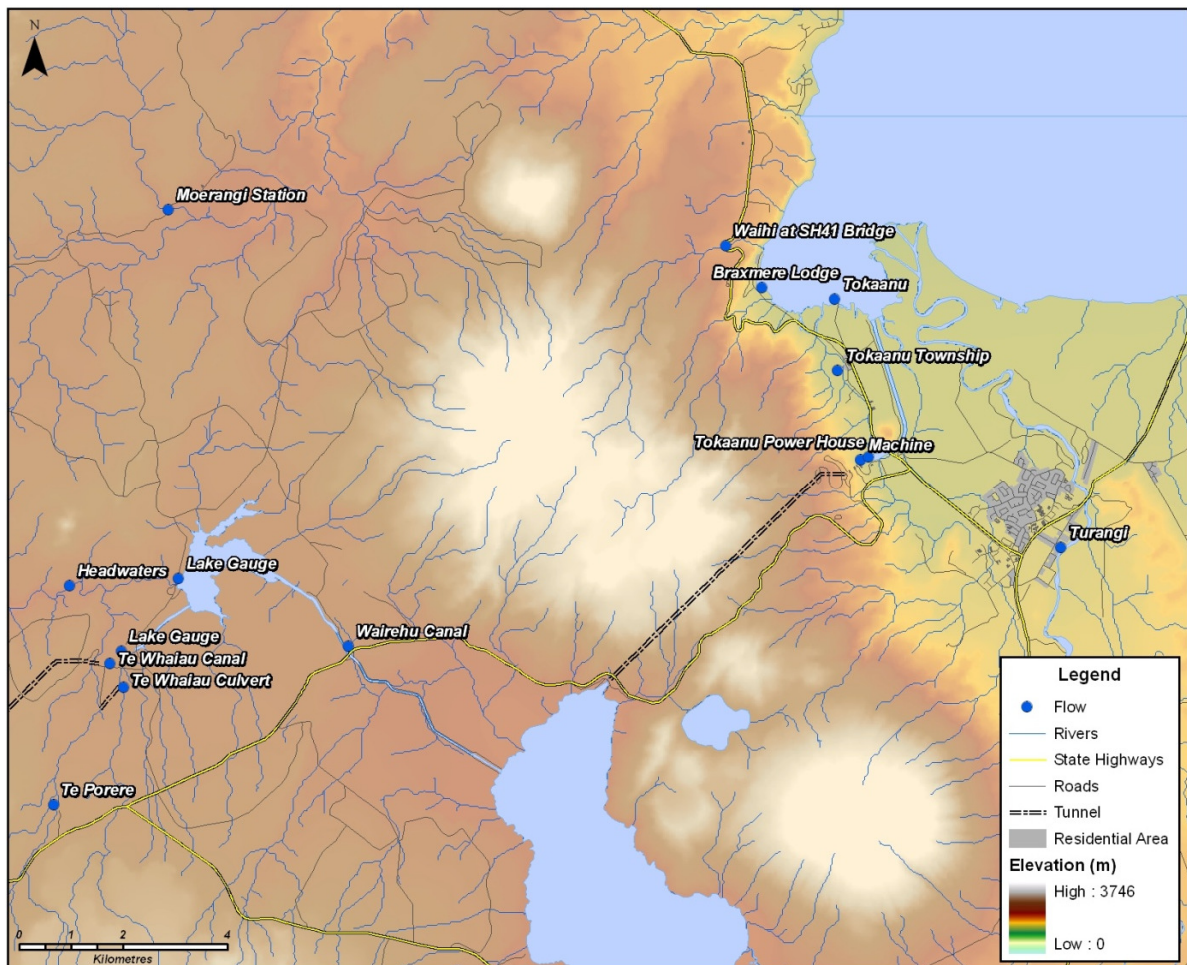 N
Moerangi Station
Waihi at SH41 Bridge
Braxmere Lodge
Tokaanu
Tokaanu Township
Tokaanu Power House
Machine
Turangi
Headwaters
Lake Gauge
Lake Gauge
Wairehu Canal
Te Whaiau Canal
Te Whaiau Culvert
Te Porere
Legend
Flow
Rivers
State Highways
Roads
Tunnel
Residential Area
Elevation (m)
High : 3746
Low : 0
0 1 2 4
Kilometres